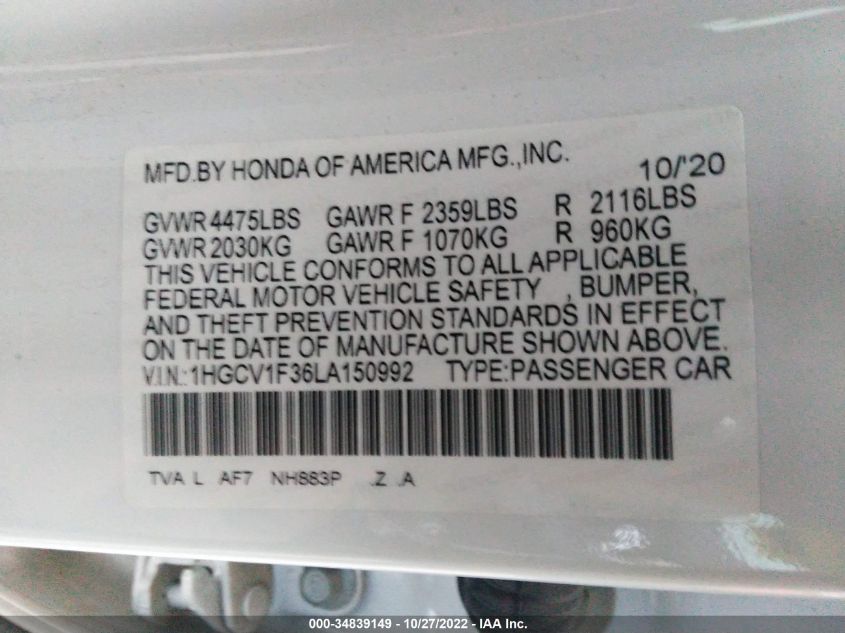 MFD.BY HONDA OF AMERICA MFG.,INC. 10/'20
GVWR 4475LBS GAWR F 2359LBS R 2116LBS
GVWR 2030KG GAWR F 1070KG R 960KG
THIS VEHICLE CONFORMS TO ALL APPLICABLE
FEDERAL MOTOR VEHICLE SAFETY , BUMPER,
AND THEFT PREVENTION STANDARDS IN EFFECT
ON THE DATE OF MANUFACTURE SHOWN ABOVE.
V.I.N.:1HGCV1F36LA150992 TYPE:PASSENGER CAR
TVA L AF7 NH883P .Z .A
000-34839149 - 10/27/2022 - IAA Inc.